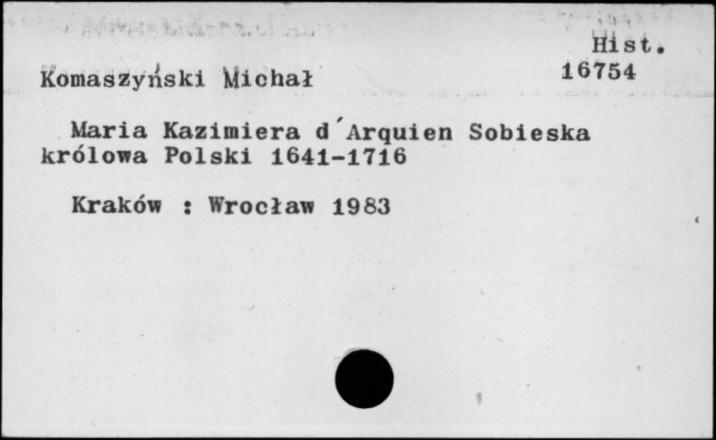 Hist.
16754
Komaszyński Michał
Maria Kazimiera d´Arquien Sobieska
królowa Polski 1641-1716
Kraków : Wrocław 1983